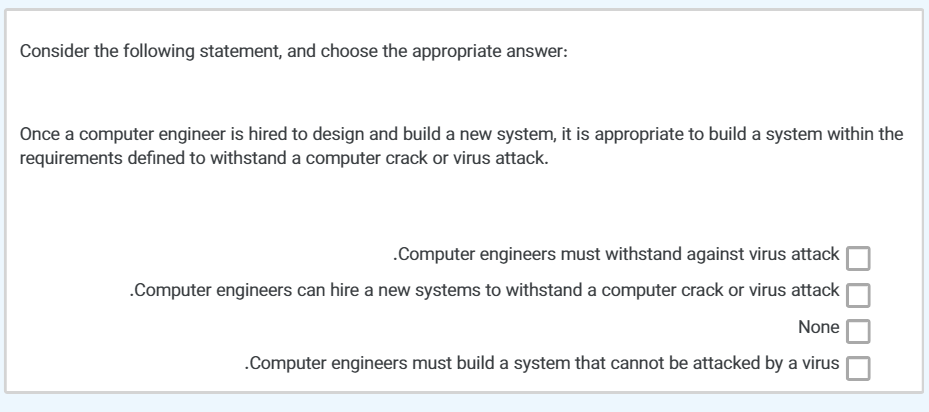 Consider the following statement, and choose the appropriate answer:
Once a computer engineer is hired to design and build a new system, it is appropriate to build a system within the
requirements defined to withstand a computer crack or virus attack.
.Computer engineers must withstand against virus attack
.Computer engineers can hire a new systems to withstand a computer crack or virus attack
None
.Computer engineers must build a system that cannot be attacked by a virus